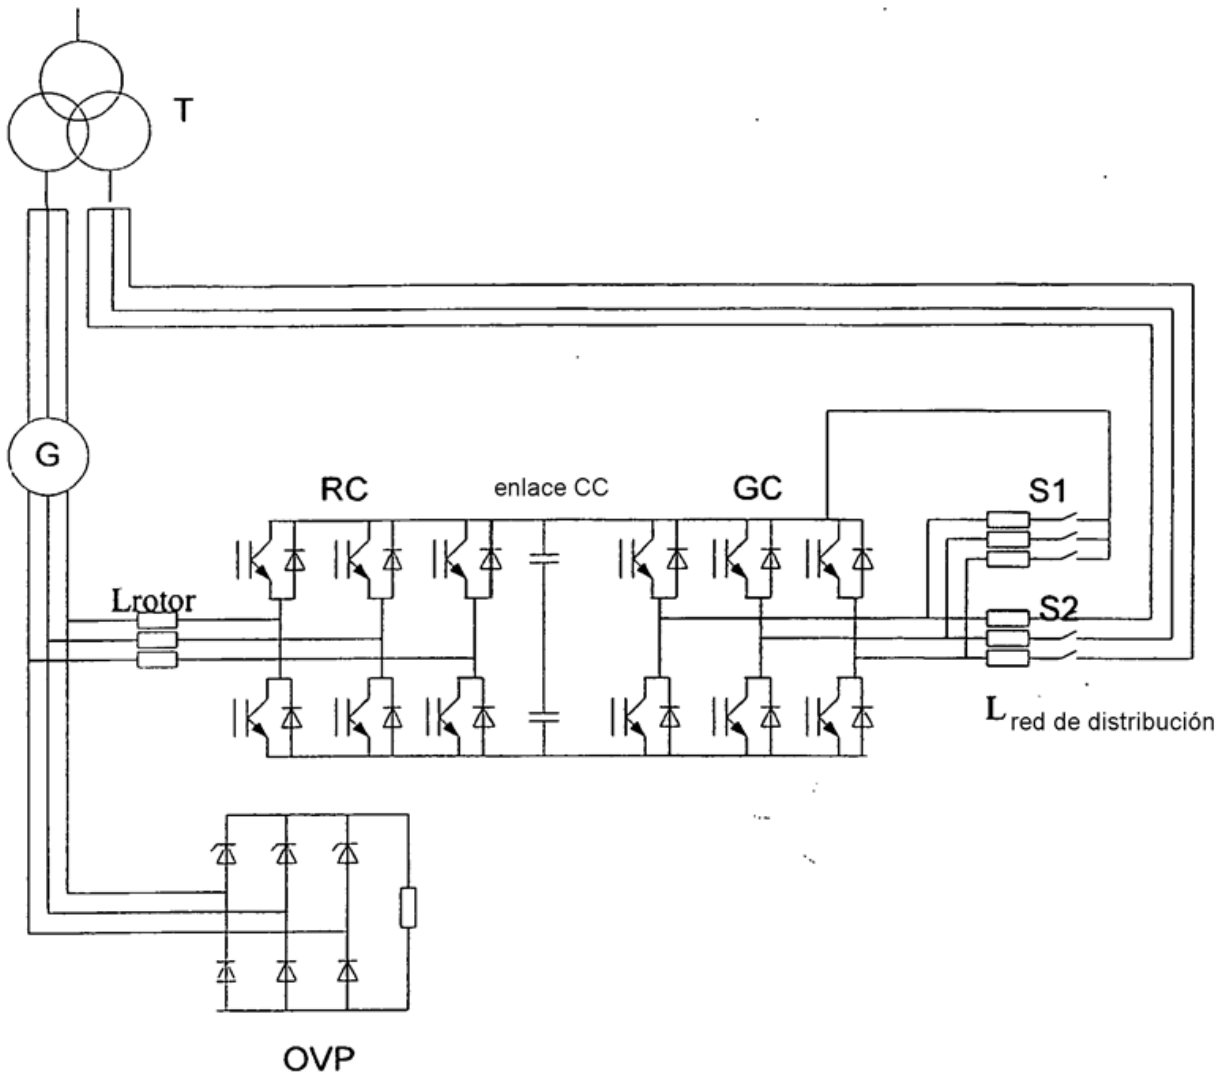 T
G
RC
enlace CC
GC
S1
Lrotor
S2
L red de distribución
OVP